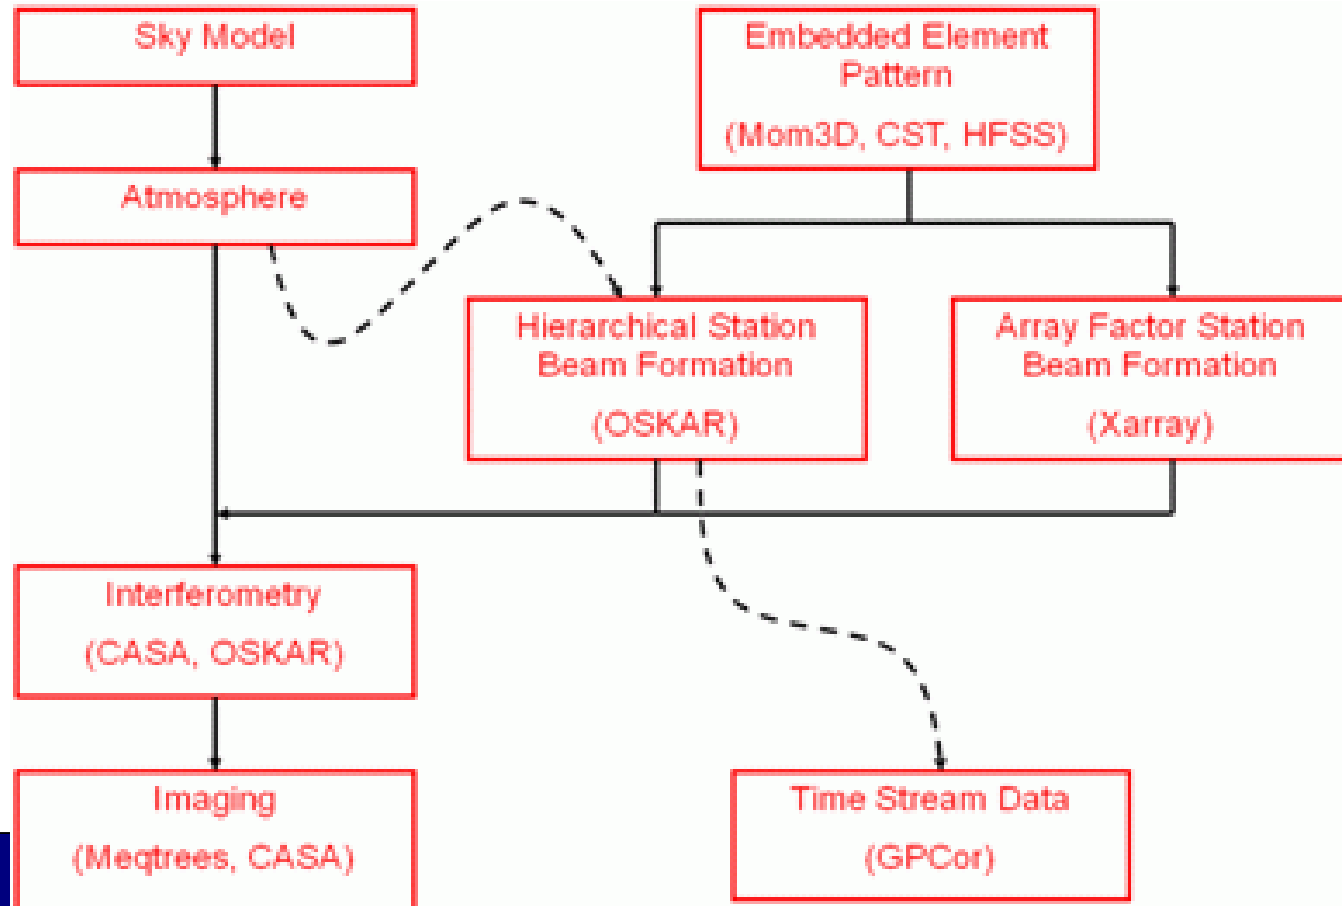 Sky Model
Embedded Element
Pattern
(Mom3D, CST, HFSS)
Atmosphere
Hierarchical Station
Beam Formation
(OSKAR)
Array Factor Station
Beam Formation
(Xarray)
Interferometry
(CASA, OSKAR)
Imaging
(Meqtrees, CASA)
Time Stream Data
(GPCor)